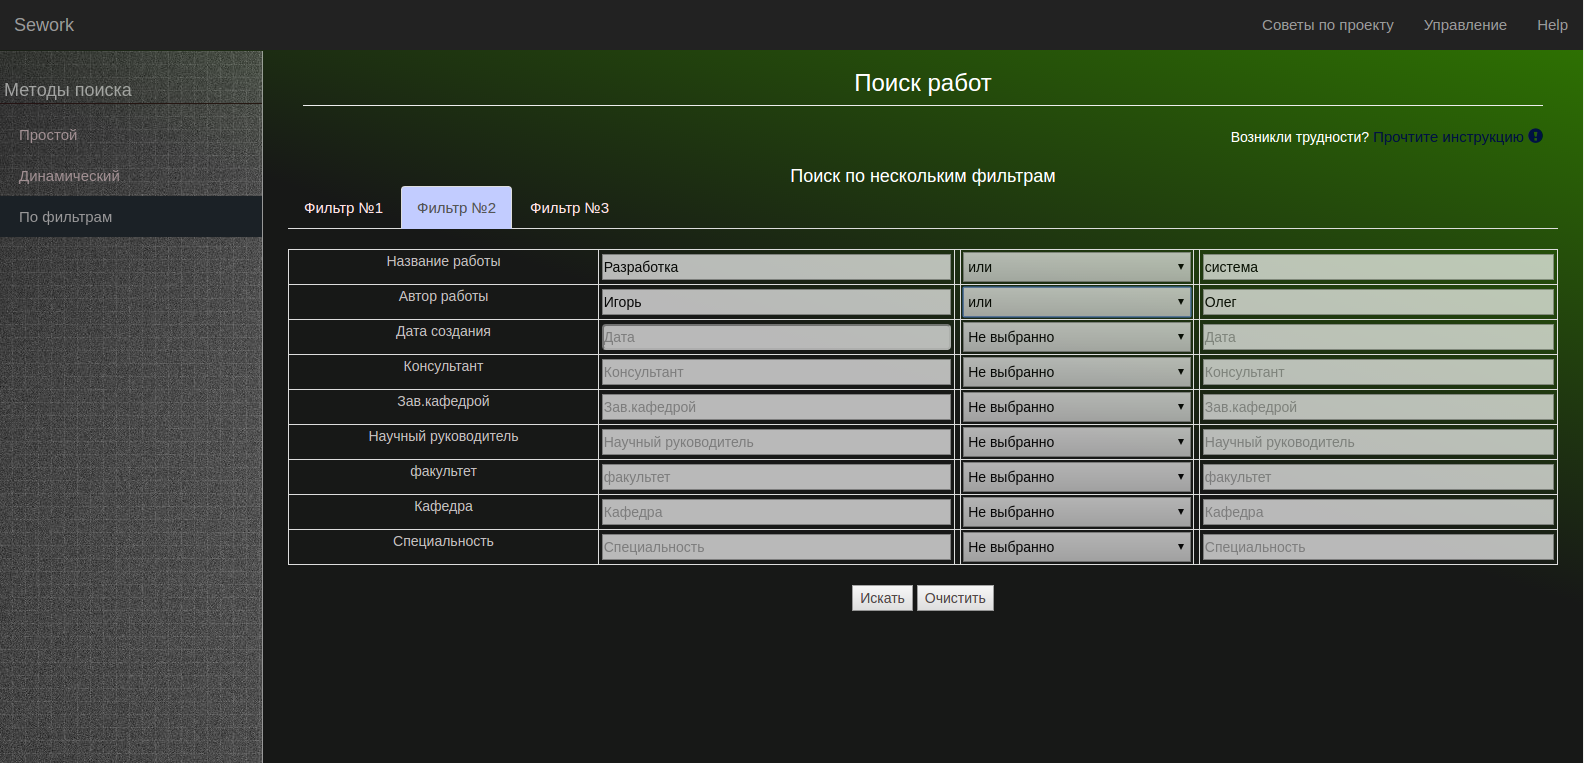 Sework Советы по проекту Управление Help
Методы поиска
Простой
Динамический
По фильтрам
Поиск работ
Возникли трудности? Прочтите инструкцию
Поиск по нескольким фильтрам
Фильтр №1 Фильтр №2 Фильтр №3
Название работы Разработка или система
Автор работы Игорь или Олег
Дата создания Дата Не выбранно Дата
Консультант Консультант Не выбранно Консультант
Зав.кафедрой Зав.кафедрой Не выбранно Зав.кафедрой
Научный руководитель Научный руководитель Не выбранно Научный руководитель
факультет факультет Не выбранно факультет
Кафедра Кафедра Не выбранно Кафедра
Специальность Специальность Не выбранно Специальность
Искать Очистить